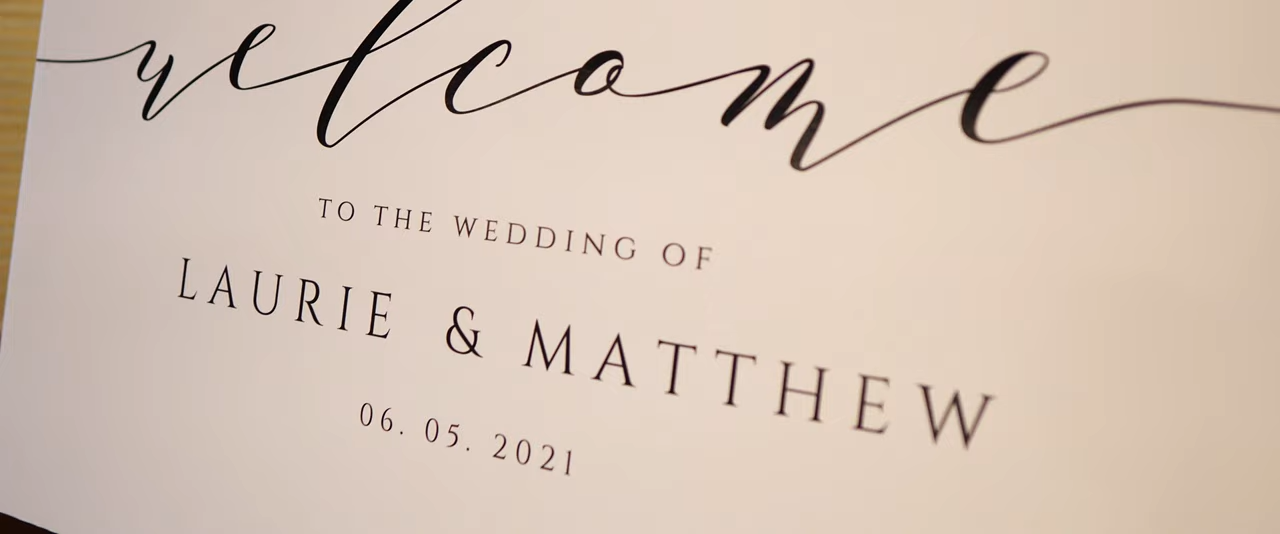 welcome
TO THE WEDDING OF
LAURIE & MATTHEW
06. 05. 2021